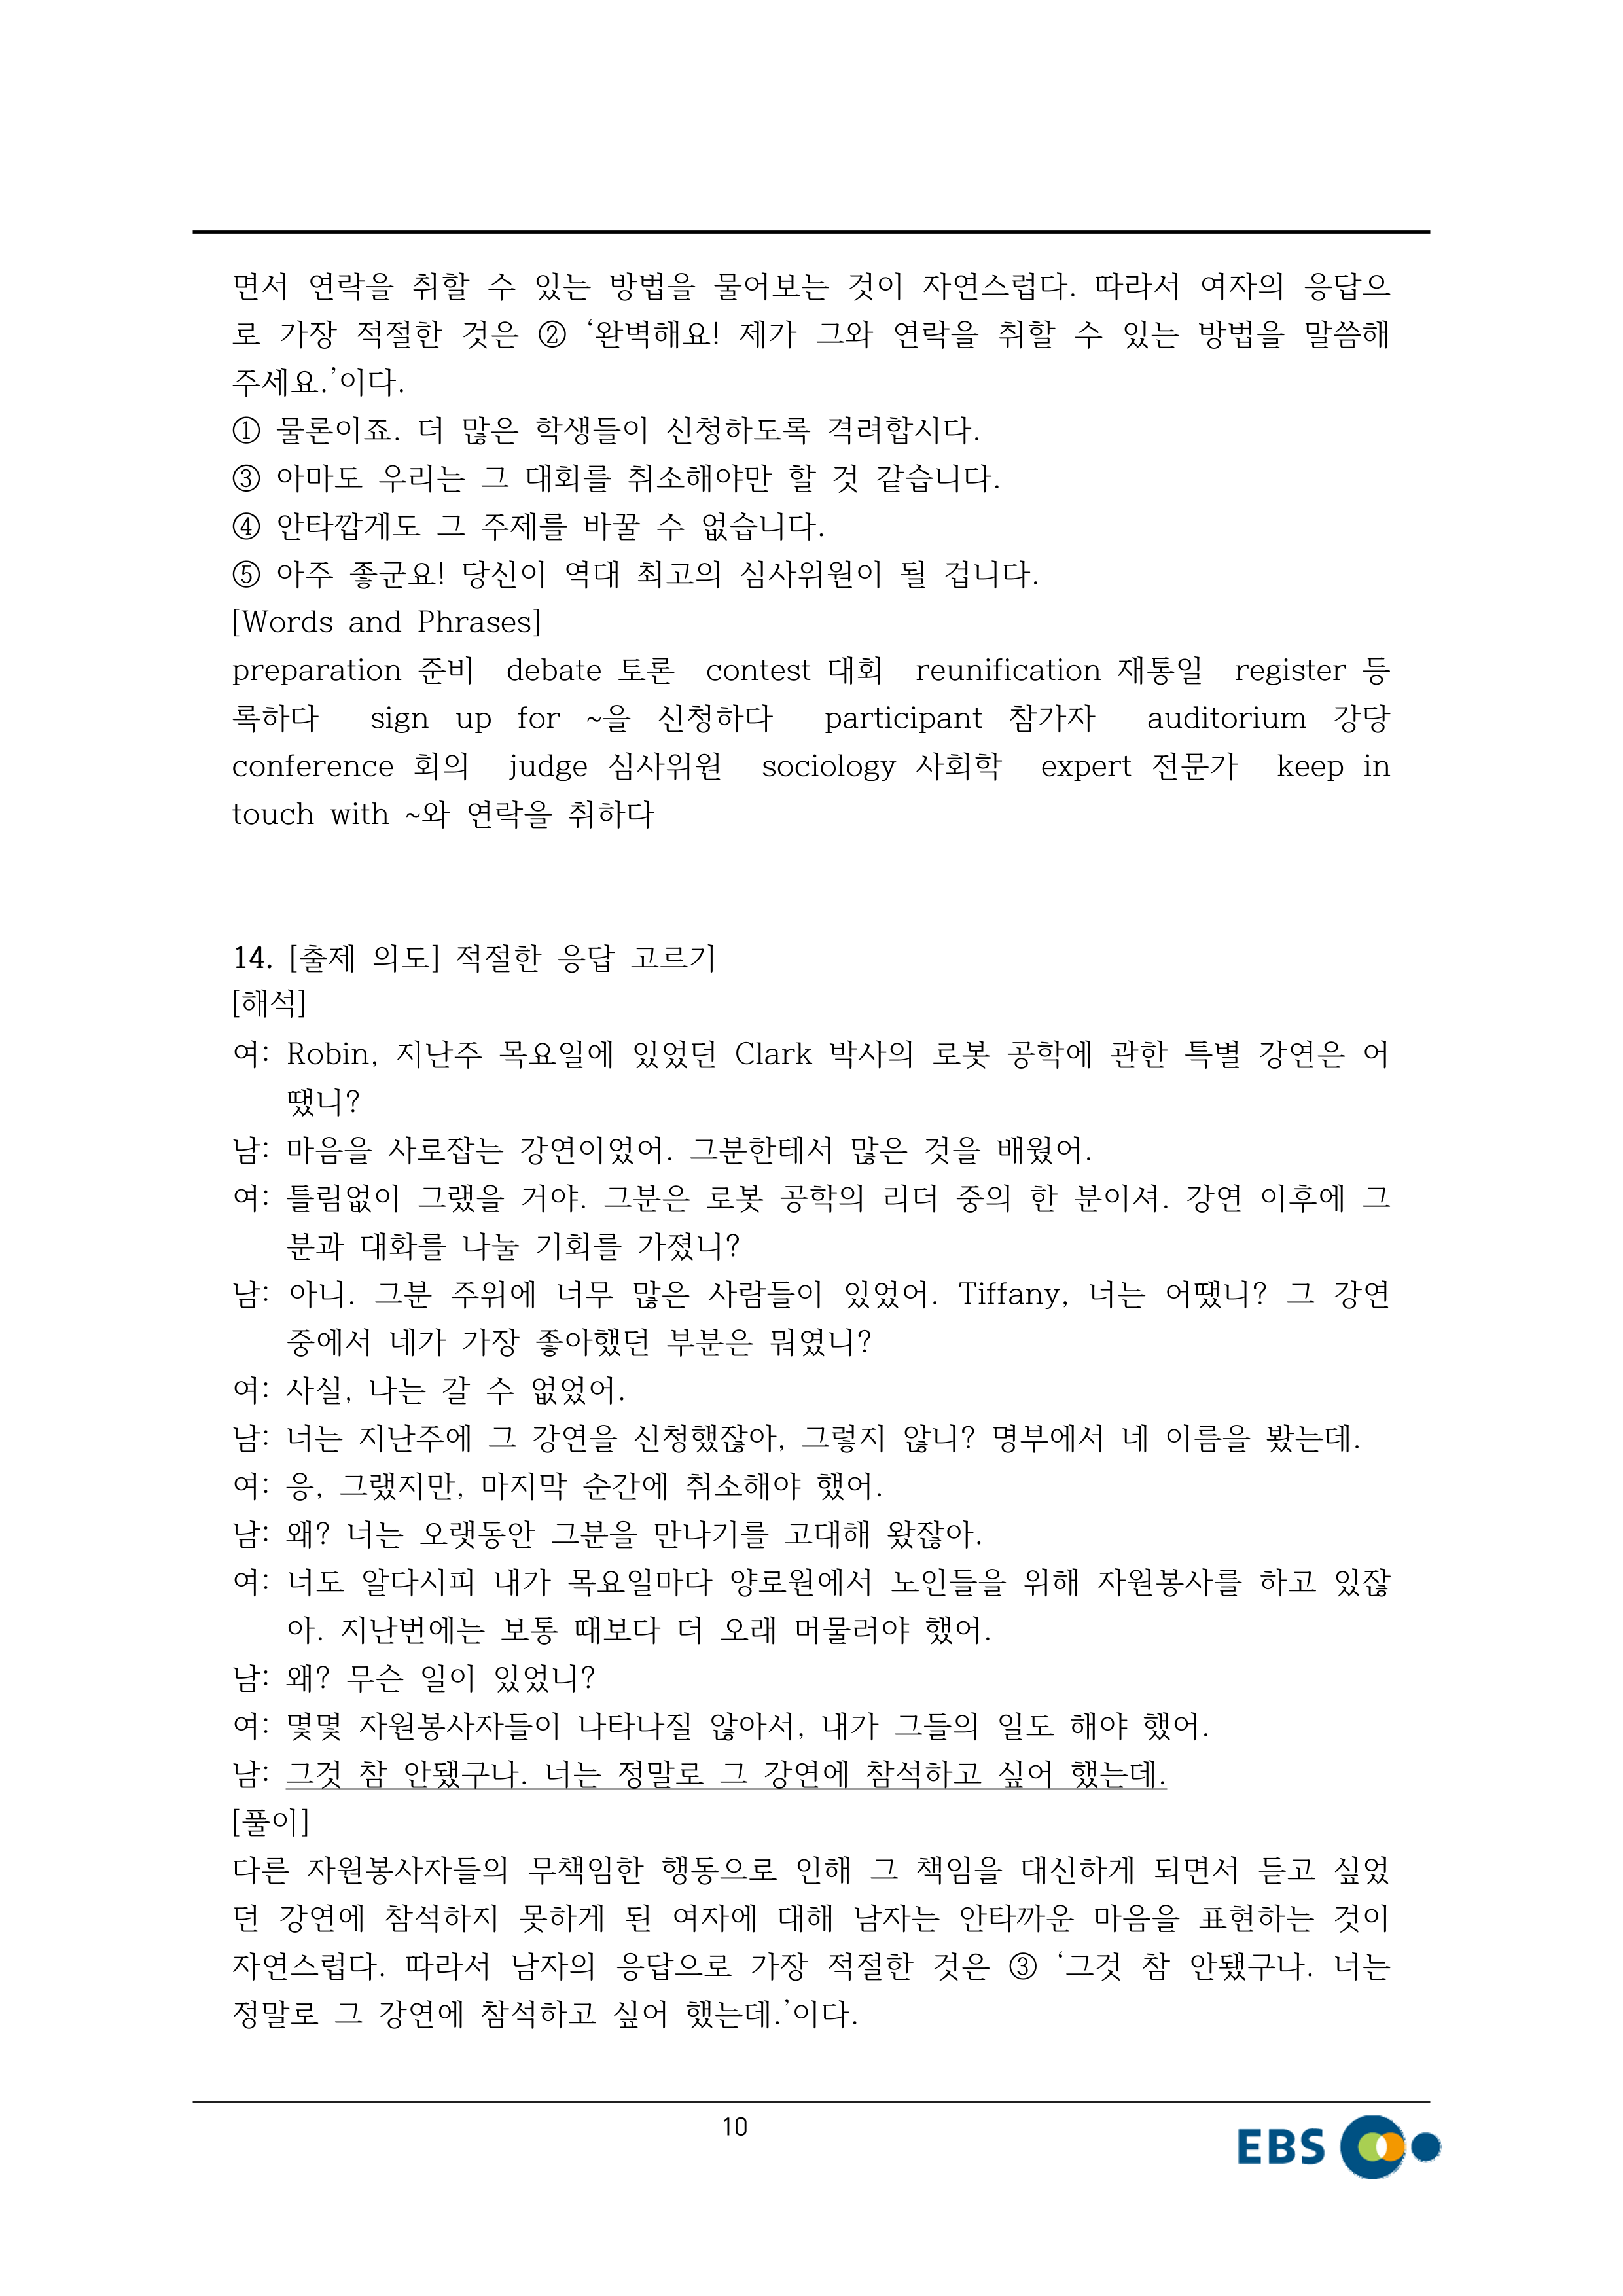 면서 연락을 취할 수 있는 방법을 물어보는 것이 자연스럽다. 따라서 여자의 응답으
로 가장 적절한 것은 ② ‘완벽해요! 제가 그와 연락을 취할 수 있는 방법을 말씀해
주세요.’이다.
① 물론이죠. 더 많은 학생들이 신청하도록 격려합시다.
③ 아마도 우리는 그 대회를 취소해야만 할 것 같습니다.
④ 안타깝게도 그 주제를 바꿀 수 없습니다.
⑤ 아주 좋군요! 당신이 역대 최고의 심사위원이 될 겁니다.
[Words and Phrases]
preparation 준비 debate 토론 contest 대회 reunification 재통일 register 등
록하다 sign up for ~을 신청하다 participant 참가자 auditorium 강당
conference 회의 judge 심사위원 sociology 사회학 expert 전문가 keep in
touch with ~와 연락을 취하다
14. [출제 의도] 적절한 응답 고르기
[해석]
여: Robin, 지난주 목요일에 있었던 Clark 박사의 로봇 공학에 관한 특별 강연은 어
땠니?
남: 마음을 사로잡는 강연이었어. 그분한테서 많은 것을 배웠어.
여: 틀림없이 그랬을 거야. 그분은 로봇 공학의 리더 중의 한 분이셔. 강연 이후에 그
분과 대화를 나눌 기회를 가졌니?
남: 아니. 그분 주위에 너무 많은 사람들이 있었어. Tiffany, 너는 어땠니? 그 강연
중에서 네가 가장 좋아했던 부분은 뭐였니?
여: 사실, 나는 갈 수 없었어.
남: 너는 지난주에 그 강연을 신청했잖아, 그렇지 않니? 명부에서 네 이름을 봤는데.
여: 응, 그랬지만, 마지막 순간에 취소해야 했어.
남: 왜? 너는 오랫동안 그분을 만나기를 고대해 왔잖아.
여: 너도 알다시피 내가 목요일마다 양로원에서 노인들을 위해 자원봉사를 하고 있잖
아. 지난번에는 보통 때보다 더 오래 머물러야 했어.
남: 왜? 무슨 일이 있었니?
여: 몇몇 자원봉사자들이 나타나질 않아서, 내가 그들의 일도 해야 했어.
남: 그것 참 안됐구나. 너는 정말로 그 강연에 참석하고 싶어 했는데.
[풀이]
다른 자원봉사자들의 무책임한 행동으로 인해 그 책임을 대신하게 되면서 듣고 싶었
던 강연에 참석하지 못하게 된 여자에 대해 남자는 안타까운 마음을 표현하는 것이
자연스럽다. 따라서 남자의 응답으로 가장 적절한 것은 ③ ‘그것 참 안됐구나. 너는
정말로 그 강연에 참석하고 싶어 했는데.’이다.
10
EBS